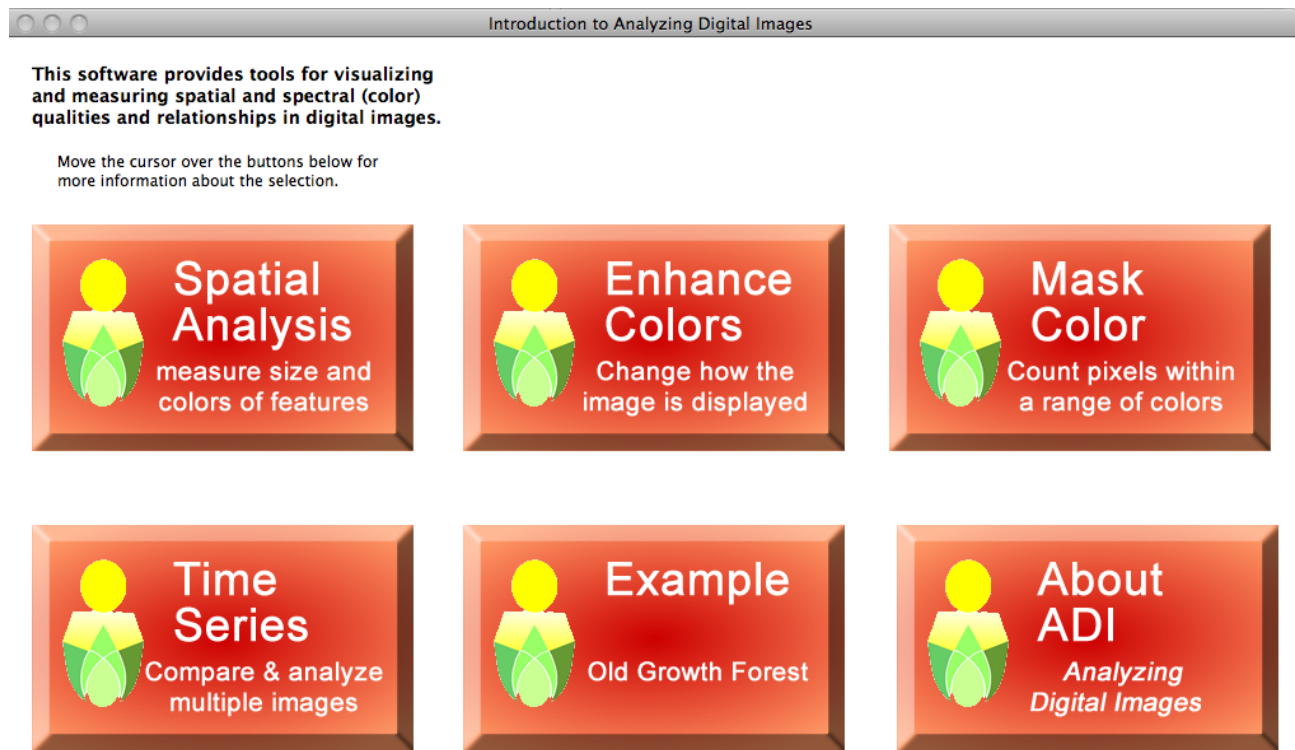 Introduction to Analyzing Digital Images
This software provides tools for visualizing
and measuring spatial and spectral (color)
qualities and relationships in digital images.
Move the cursor over the buttons below for
more information about the selection.
Spatial
Analysis
measure size and
colors of features
Enhance
Colors
Change how the
image is displayed
Mask
Color
Count pixels within
a range of colors
Time
Series
Compare & analyze
multiple images
Example
Old Growth Forest
About
ADI
Analyzing
Digital Images